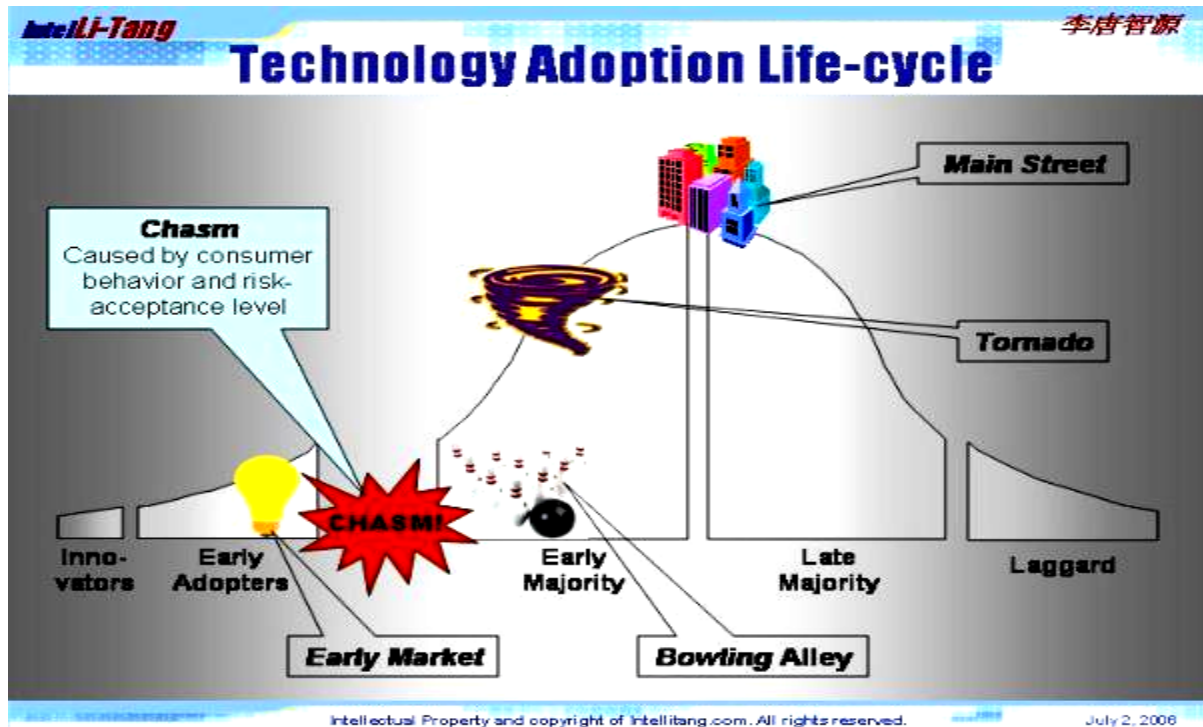 IntelLi-Tang
李唐智源
Technology Adoption Life-cycle
Main Street
Chasm
Caused by consumer
behavior and risk-
acceptance level
Tornado
CHASM!
Inno-
vators
Early
Adopters
Early
Majority
Late
Majority
Laggard
Early Market
Bowling Alley
Intellectual Property and copyright of Intellitang.com. All rights reserved.
July 2, 2008